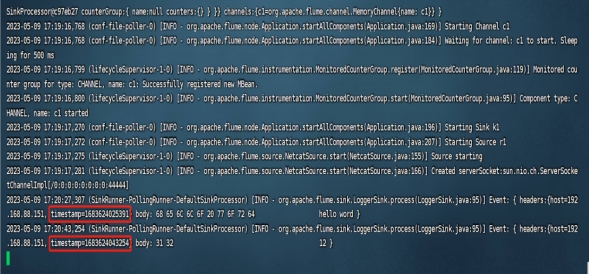 SinkProcessor@c97eb27 counterGroup:{ name:null counters:{} } }} channels:{c1=org.apache.flume.channel.MemoryChannel{name: c1}} }
2023-05-09 17:19:16,768 (conf-file-poller-0) [INFO - org.apache.flume.node.Application.startAllComponents(Application.java:169)] Starting Channel c1
2023-05-09 17:19:16,768 (conf-file-poller-0) [INFO - org.apache.flume.node.Application.startAllComponents(Application.java:184)] Waiting for channel: c1 to start. Sleep
ing for 500 ms
2023-05-09 17:19:16,799 (lifecycleSupervisor-1-0) [INFO - org.apache.flume.instrumentation.MonitoredCounterGroup.register(MonitoredCounterGroup.java:119)] Monitored cou
nter group for type: CHANNEL, name: c1: Successfully registered new MBean.
2023-05-09 17:19:16,800 (lifecycleSupervisor-1-0) [INFO - org.apache.flume.instrumentation.MonitoredCounterGroup.start(MonitoredCounterGroup.java:95)] Component type: C
HANNEL, name: c1 started
2023-05-09 17:19:17,270 (conf-file-poller-0) [INFO - org.apache.flume.node.Application.startAllComponents(Application.java:196)] Starting Sink k1
2023-05-09 17:19:17,272 (conf-file-poller-0) [INFO - org.apache.flume.node.Application.startAllComponents(Application.java:207)] Starting Source r1
2023-05-09 17:19:17,275 (lifecycleSupervisor-1-0) [INFO - org.apache.flume.source.NetcatSource.start(NetcatSource.java:155)] Source starting
2023-05-09 17:19:17,281 (lifecycleSupervisor-1-0) [INFO - org.apache.flume.source.NetcatSource.start(NetcatSource.java:166)] Created serverSocket:sun.nio.ch.ServerSocke
tChannelImpl[/0:0:0:0:0:0:0:0:44444]
2023-05-09 17:20:27,307 (SinkRunner-PollingRunner-DefaultSinkProcessor) [INFO - org.apache.flume.sink.LoggerSink.process(LoggerSink.java:95)] Event: { headers:{host=192
.168.88.151, timestamp=1683624025391} body: 68 65 6C 6C 6F 20 77 6F 72 64 hello word }
2023-05-09 17:20:43,254 (SinkRunner-PollingRunner-DefaultSinkProcessor) [INFO - org.apache.flume.sink.LoggerSink.process(LoggerSink.java:95)] Event: { headers:{host=192
.168.88.151, timestamp=1683624043254} body: 31 32 12 }